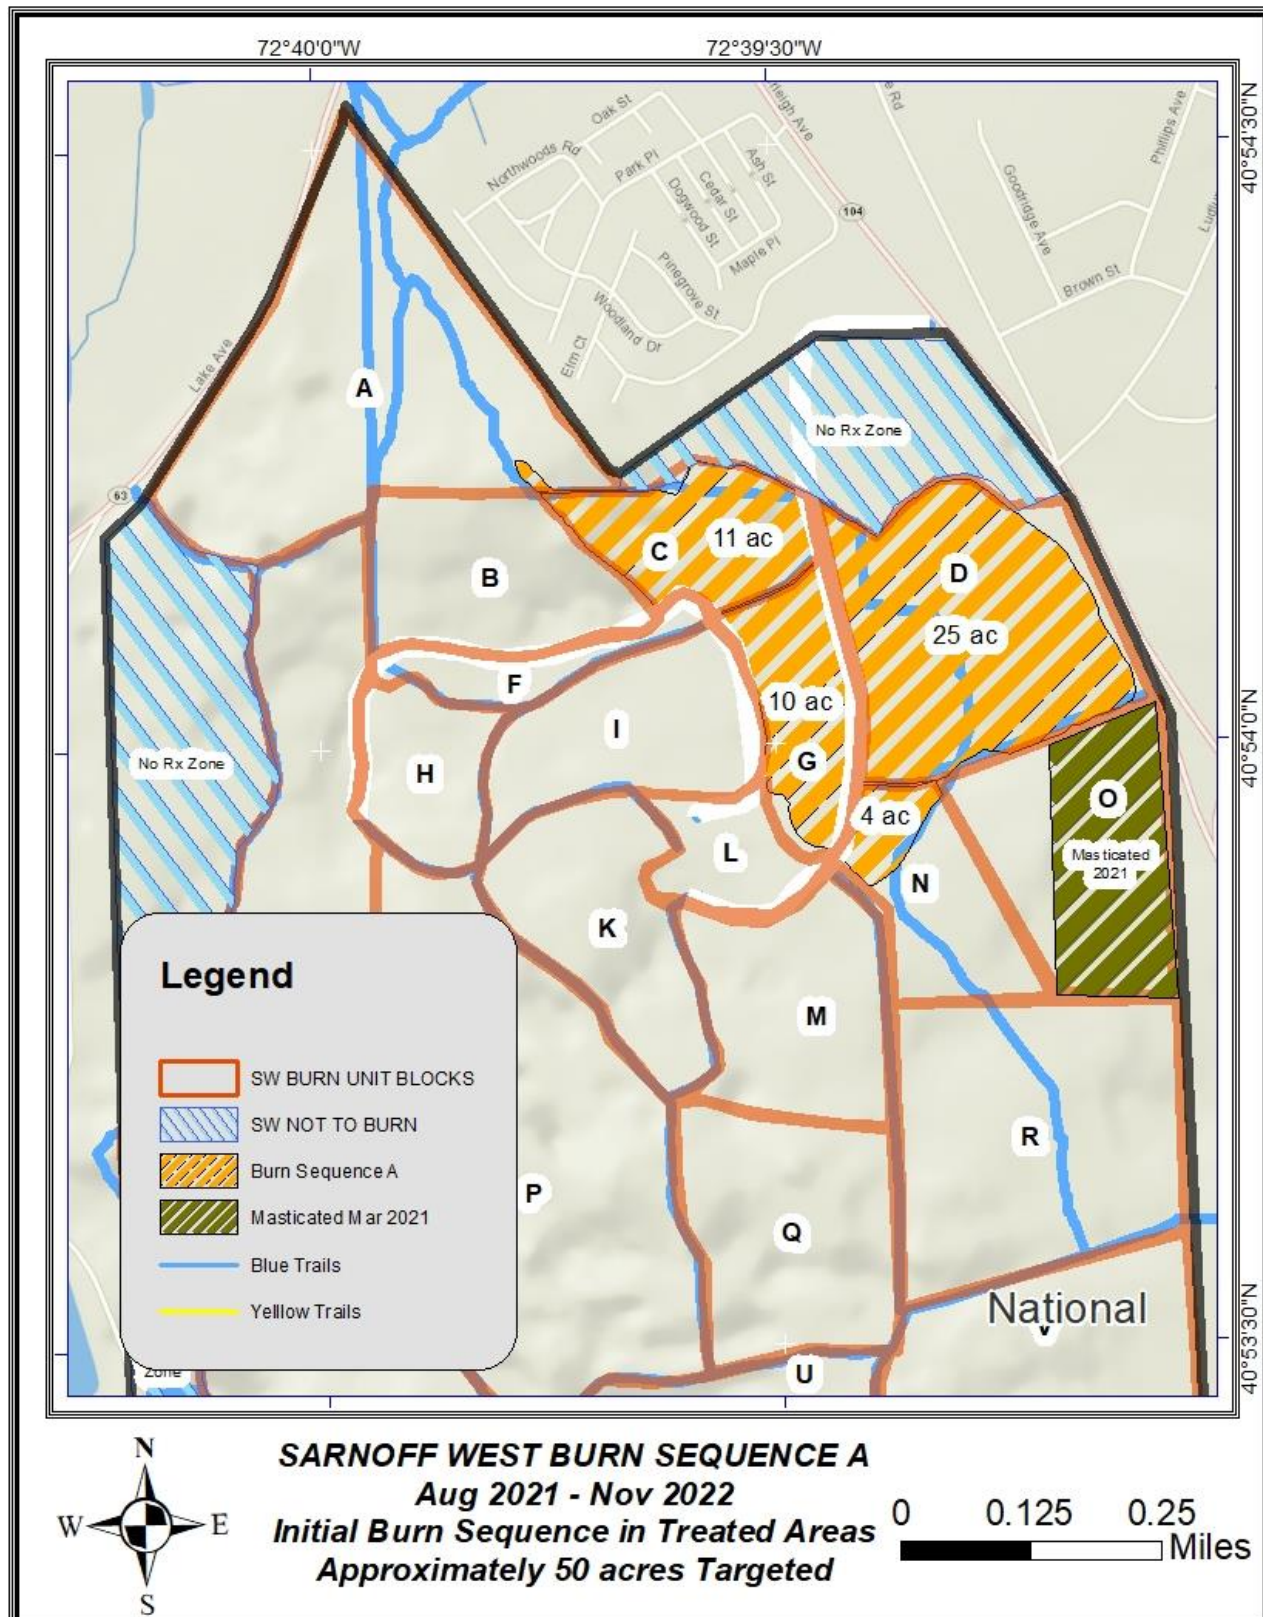 72°40'0"W
72°39'30"W
40°54'30"N
Oak St
Northwoods Rd
Park Pl
Ash St
Cedar St
Dogwood St
Maple Pl
Pinegrove St
Woodland Dr
Elm Ct
rleigh Ave
e Rd
104
Goodridge Ave
Phillips Ave
Ludlu
Brown St
Lake Ave
A
No Rx Zone
63
C
11 ac
B
D
25 ac
F
10 ac
I
40°54'0"N
No Rx Zone
H
G
O
4 ac
L
Masticated
2021
N
K
M
Legend
SW BURN UNIT BLOCKS
SW NOT TO BURN
Burn Sequence A
Masticated Mar 2021
Blue Trails
Yelllow Trails
R
P
Q
National
V
U
Zone
40°53'30"N
N
W
E
S
SARNOFF WEST BURN SEQUENCE A
Aug 2021 - Nov 2022
Initial Burn Sequence in Treated Areas
Approximately 50 acres Targeted
0 0.125 0.25
Miles